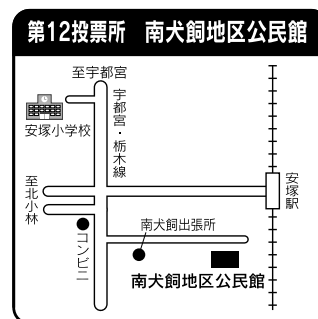 第12投票所 南犬飼地区公民館
至宇都宮
宇都宮・栃木線
安塚小学校
至北小林
安塚駅
コンビニ
南犬飼出張所
南犬飼地区公民館